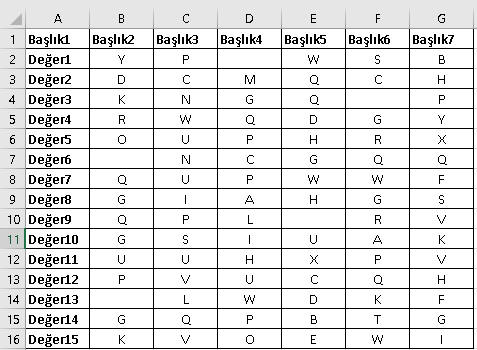 A B C D E F G
1 Başlık1 Başlık2 Başlık3 Başlık4 Başlık5 Başlık6 Başlık7
2 Değer1 Y P W S B
3 Değer2 D C M Q C H
4 Değer3 K N G Q P
5 Değer4 R W Q D G Y
6 Değer5 O U P H R X
7 Değer6 N C G Q Q
8 Değer7 Q U P W W F
9 Değer8 G I A H G S
10 Değer9 Q P L R V
11 Değer10 G S I U A K
12 Değer11 U U H X P V
13 Değer12 P V U C Q H
14 Değer13 L W D K F
15 Değer14 G Q P B T G
16 Değer15 K V O E W I